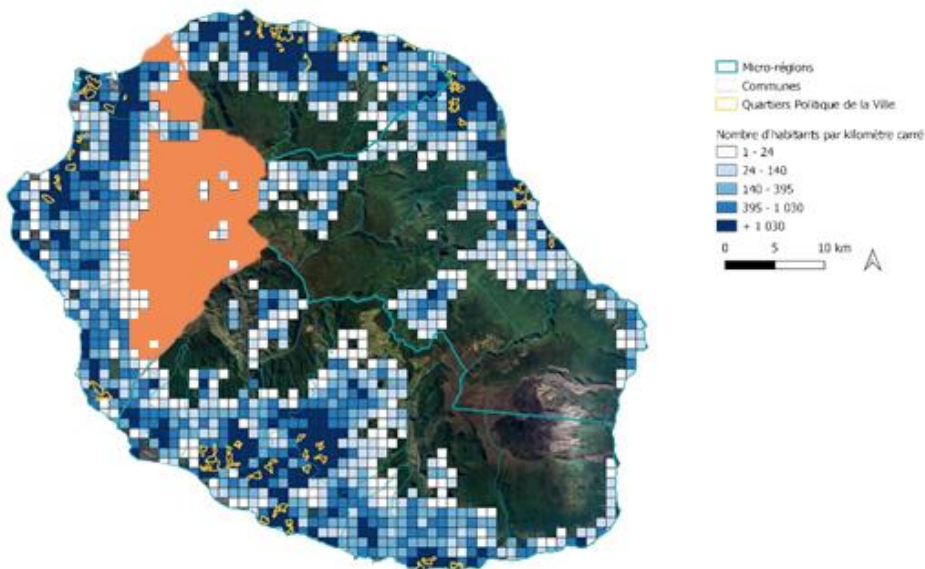 Micro-régions
Communes
Quartiers Politique de la Ville
Nombre d'habitants par kilomètre carré
1 - 24
24 - 140
140 - 395
395 - 1 030
+ 1 030
0 5 10 km